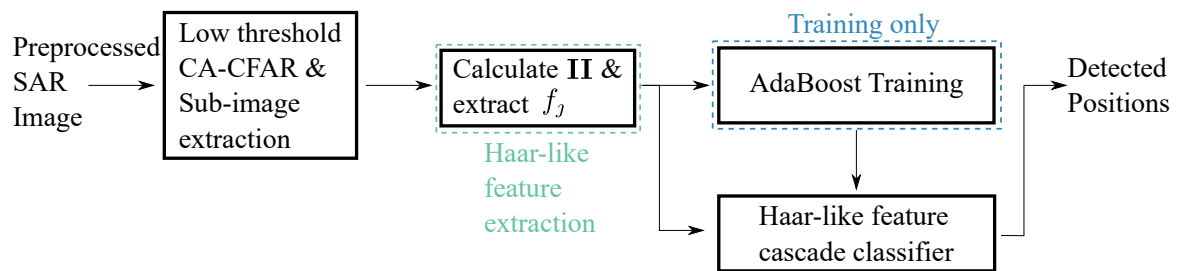 Preprocessed
SAR
Image
Low threshold
CA-CFAR &
Sub-image
extraction
Calculate II &
extract f_j
Haar-like
feature
extraction
Training only
AdaBoost Training
Haar-like feature
cascade classifier
Detected
Positions